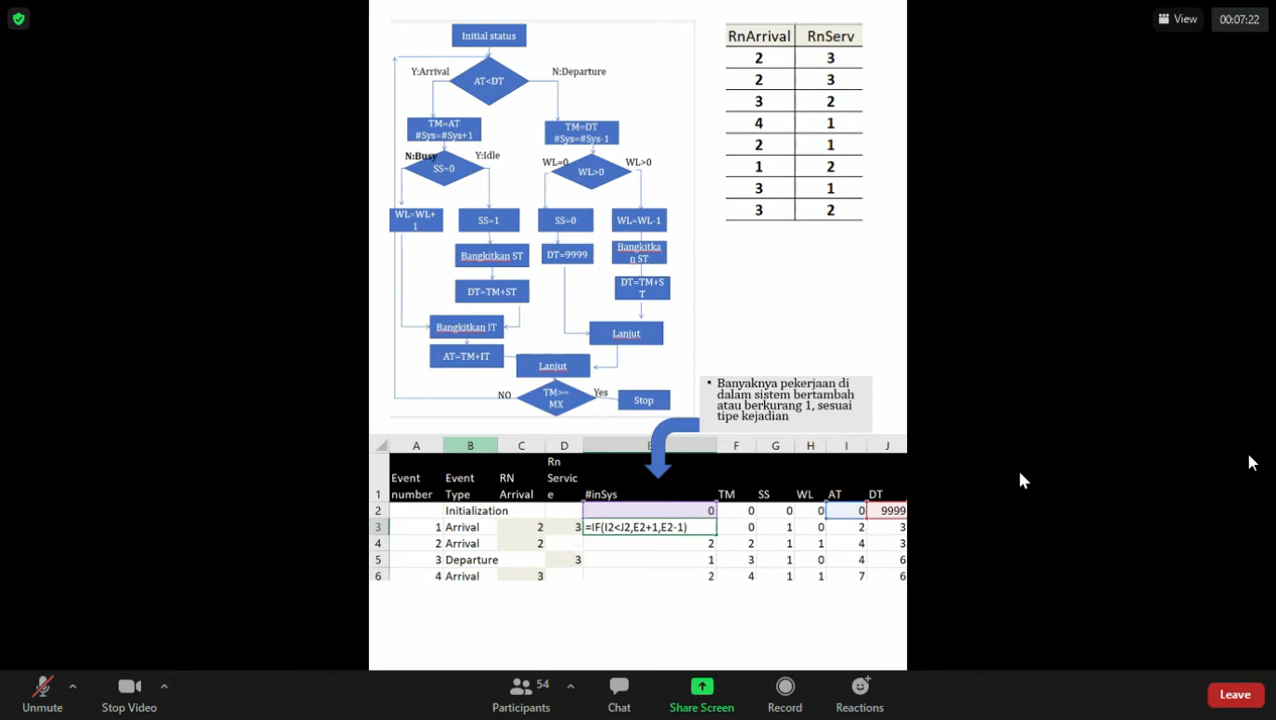 View
00:07:22
Initial status
Y:Arrival
N:Departure
AT<DT
TM=AT
#Sys=#Sys+1
TM=DT
#Sys=#Sys-1
N:Busy
Y:Idle
SS=0
WL=0
WL>0
WL>0
WL=WL+
1
SS=1
SS=0
WL=WL-1
Bangkitkan ST
DT=9999
Bangkitka
n ST
DT=TM+ST
DT=TM+S
T
Bangkitkan IT
Lanjut
AT=TM+IT
Lanjut
NO
TM>=
MX
Yes
Stop
RnArrival RnServ
2 3
2 3
3 2
4 1
2 1
1 2
3 1
3 2
• Banyaknya pekerjaan di
dalam sistem bertambah
atau berkurang 1, sesuai
tipe kejadian
A B C D E F G H I J
1 Event number Event Type RN Arrival Rn Servic e #inSys TM SS WL AT DT
2 Initialization 0 0 0 0 0 9999
3 1 Arrival 2 3 =IF(I2<J2,E2+1,E2-1) 0 1 0 2 3
4 2 Arrival 2 2 2 1 1 4 3
5 3 Departure 3 1 3 1 0 4 6
6 4 Arrival 3 2 4 1 1 7 6
Unmute
Stop Video
54
Participants
Chat
Share Screen
Record
Reactions
Leave